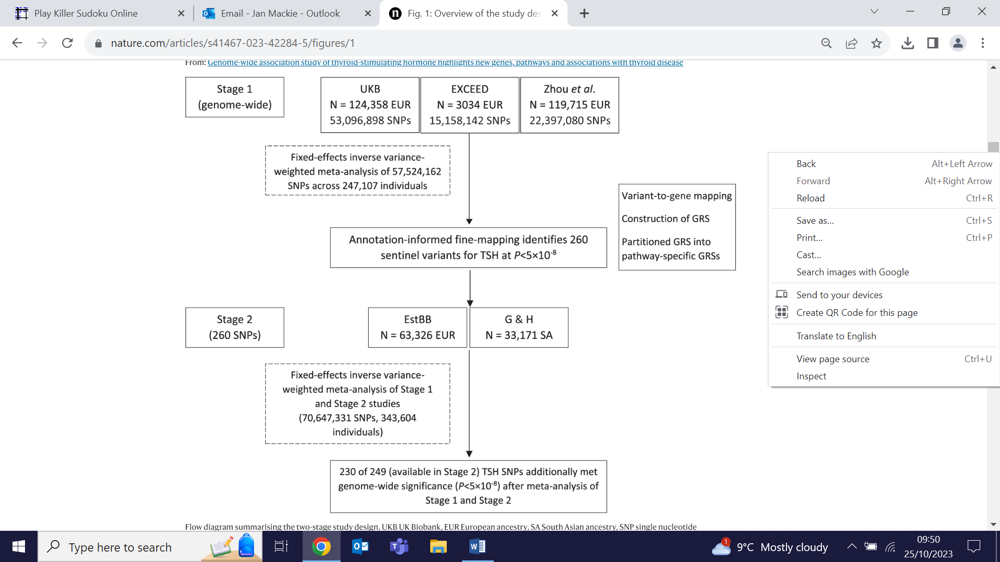 Play Killer Sudoku Online
Email - Jan Mackie - Outlook
Fig. 1: Overview of the study des
nature.com/articles/s41467-023-42284-5/figures/1
From: Genome-wide association study of thyroid-stimulating hormone highlights new genes, pathways and associations with thyroid disease
Stage 1
(genome-wide)
UKB
N = 124,358 EUR
53,096,898 SNPs
EXCEED
N = 3034 EUR
15,158,142 SNPs
Zhou et al.
N = 119,715 EUR
22,397,080 SNPs
Fixed-effects inverse variance-
weighted meta-analysis of 57,524,162
SNPs across 247,107 individuals
Variant-to-gene mapping
Construction of GRS
Partitioned GRS into
pathway-specific GRSs
Annotation-informed fine-mapping identifies 260
sentinel variants for TSH at P<5×10⁻⁸
Stage 2
(260 SNPs)
EstBB
N = 63,326 EUR
G & H
N = 33,171 SA
Fixed-effects inverse variance-
weighted meta-analysis of Stage 1
and Stage 2 studies
(70,647,331 SNPs, 343,604
individuals)
230 of 249 (available in Stage 2) TSH SNPs additionally met
genome-wide significance (P<5×10⁻⁸) after meta-analysis of
Stage 1 and Stage 2
Flow diagram summarising the two-stage study design. UKB UK Biobank, EUR European ancestry, SA South Asian ancestry, SNP single nucleotide
Back Alt+Left Arrow
Forward Alt+Right Arrow
Reload Ctrl+R
Save as... Ctrl+S
Print... Ctrl+P
Cast...
Search images with Google
Send to your devices
Create QR Code for this page
Translate to English
View page source Ctrl+U
Inspect
Type here to search
1
9°C Mostly cloudy
09:50
25/10/2023